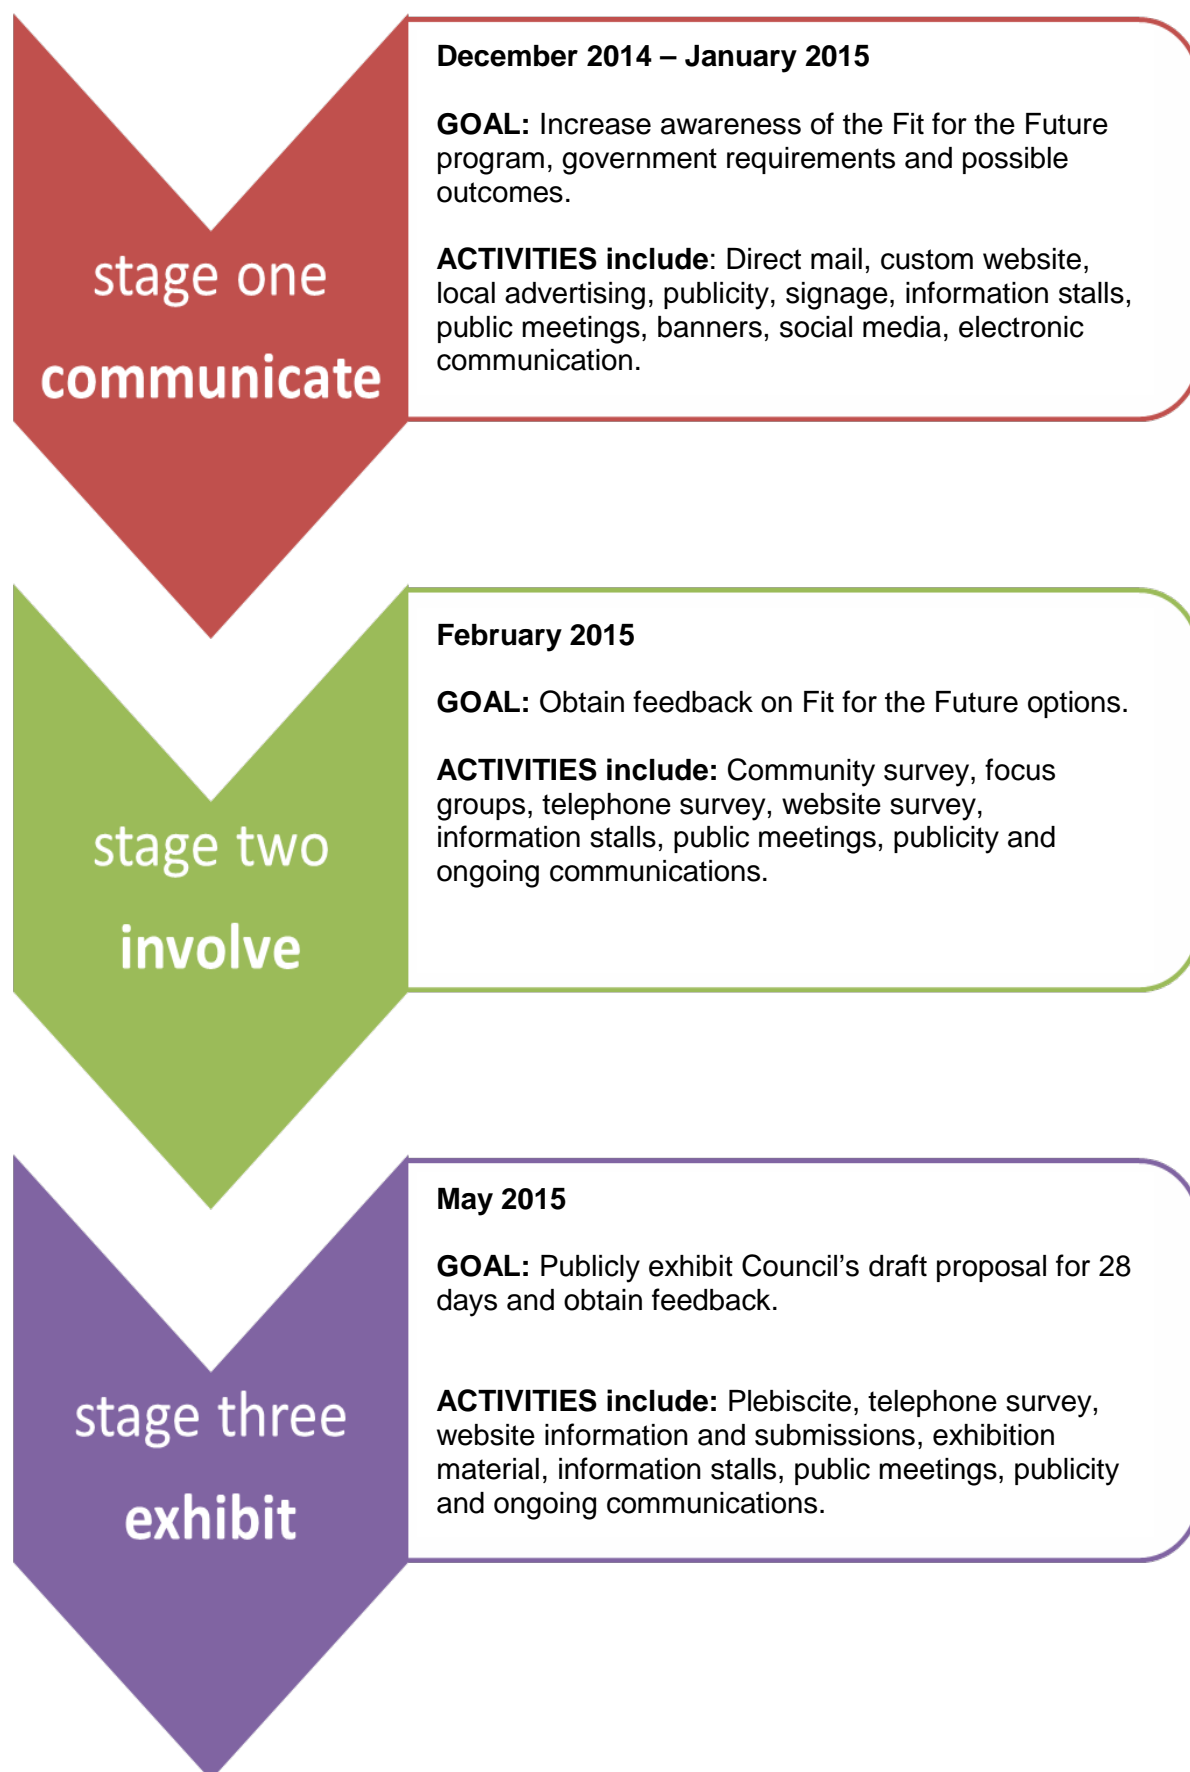 stage one
communicate
December 2014 – January 2015
GOAL: Increase awareness of the Fit for the Future
program, government requirements and possible
outcomes.
ACTIVITIES include: Direct mail, custom website,
local advertising, publicity, signage, information stalls,
public meetings, banners, social media, electronic
communication.
stage two
involve
February 2015
GOAL: Obtain feedback on Fit for the Future options.
ACTIVITIES include: Community survey, focus
groups, telephone survey, website survey,
information stalls, public meetings, publicity and
ongoing communications.
stage three
exhibit
May 2015
GOAL: Publicly exhibit Council’s draft proposal for 28
days and obtain feedback.
ACTIVITIES include: Plebiscite, telephone survey,
website information and submissions, exhibition
material, information stalls, public meetings, publicity
and ongoing communications.